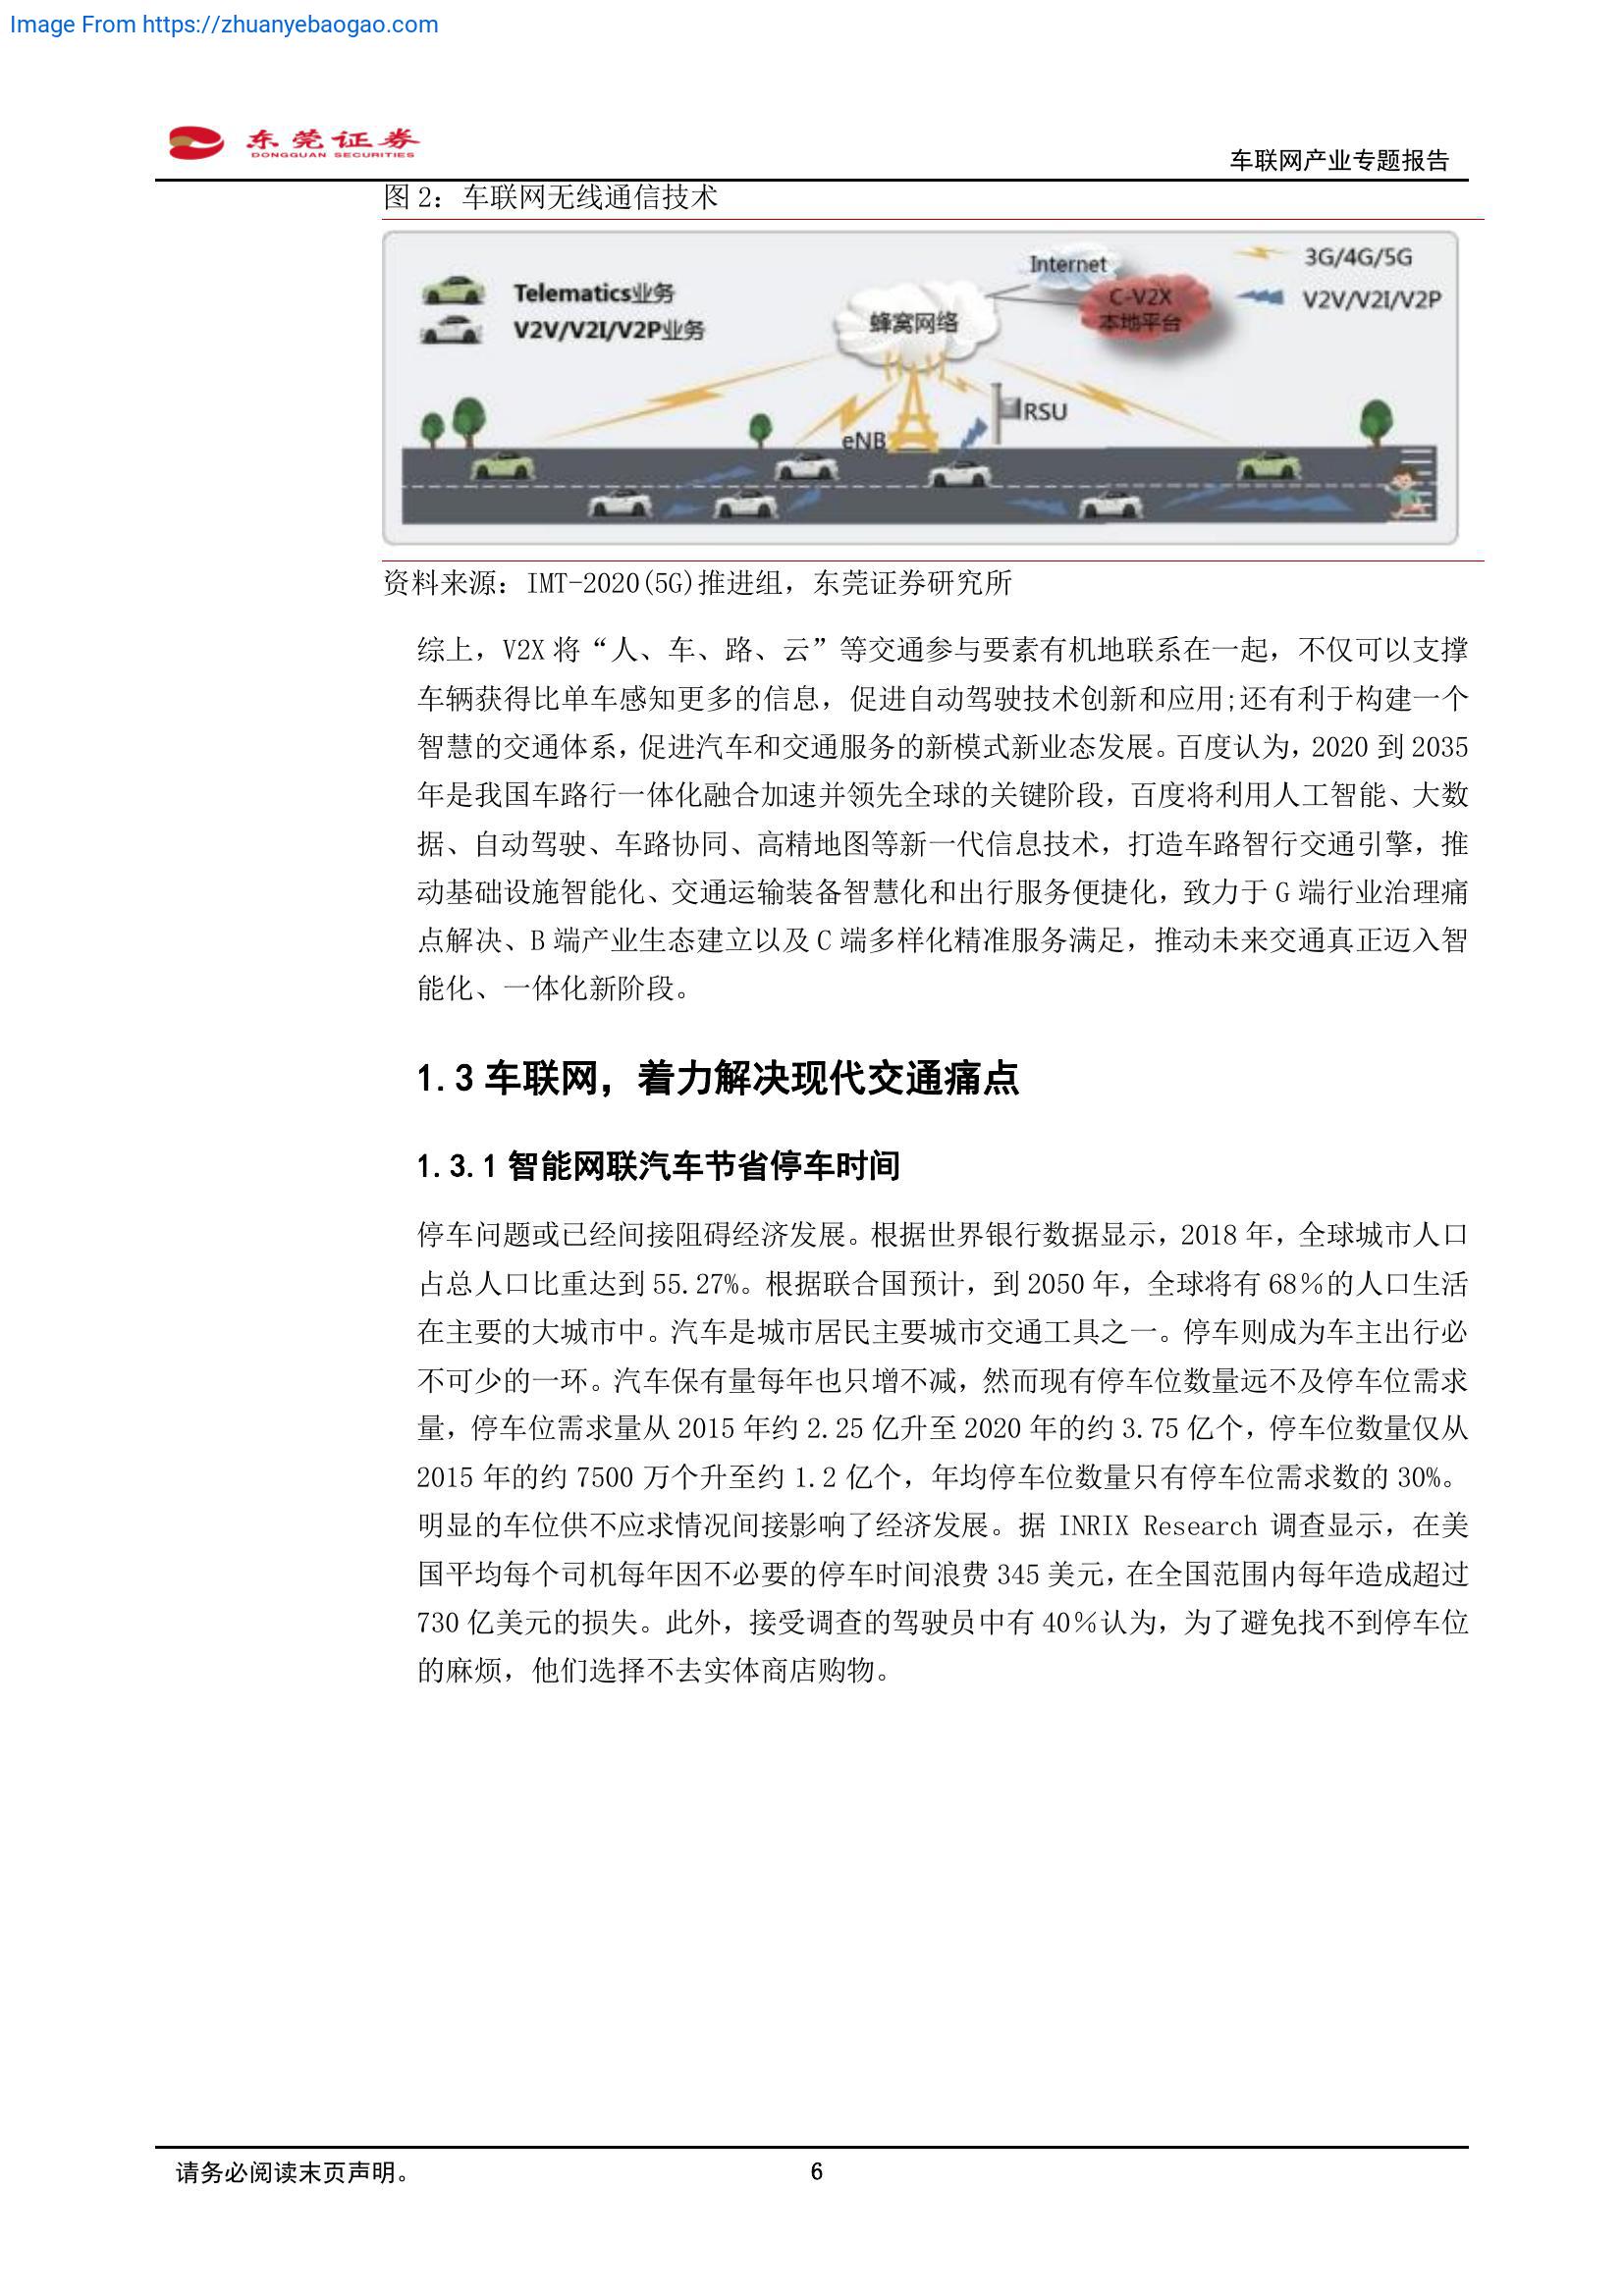 Image From https://zhuanyebaogao.com
东莞证券
DONGGUAN SECURITIES
车联网产业专题报告
图 2：车联网无线通信技术
Telematics业务
V2V/V2I/V2P业务
蜂窝网络
Internet
C-V2X
本地平台
3G/4G/5G
V2V/V2I/V2P
eNB
RSU
资料来源：IMT-2020(5G)推进组，东莞证券研究所
综上，V2X 将“人、车、路、云”等交通参与要素有机地联系在一起，不仅可以支撑
车辆获得比单车感知更多的信息，促进自动驾驶技术创新和应用;还有利于构建一个
智慧的交通体系，促进汽车和交通服务的新模式新业态发展。百度认为，2020 到 2035
年是我国车路行一体化融合加速并领先全球的关键阶段，百度将利用人工智能、大数
据、自动驾驶、车路协同、高精地图等新一代信息技术，打造车路智行交通引擎，推
动基础设施智能化、交通运输装备智慧化和出行服务便捷化，致力于 G 端行业治理痛
点解决、B 端产业生态建立以及 C 端多样化精准服务满足，推动未来交通真正迈入智
能化、一体化新阶段。
1.3 车联网，着力解决现代交通痛点
1.3.1 智能网联汽车节省停车时间
停车问题或已经间接阻碍经济发展。根据世界银行数据显示，2018 年，全球城市人口
占总人口比重达到 55.27%。根据联合国预计，到 2050 年，全球将有 68％的人口生活
在主要的大城市中。汽车是城市居民主要城市交通工具之一。停车则成为车主出行必
不可少的一环。汽车保有量每年也只增不减，然而现有停车位数量远不及停车位需求
量，停车位需求量从 2015 年约 2.25 亿升至 2020 年的约 3.75 亿个，停车位数量仅从
2015 年的约 7500 万个升至约 1.2 亿个，年均停车位数量只有停车位需求数的 30%。
明显的车位供不应求情况间接影响了经济发展。据 INRIX Research 调查显示，在美
国平均每个司机每年因不必要的停车时间浪费 345 美元，在全国范围内每年造成超过
730 亿美元的损失。此外，接受调查的驾驶员中有 40％认为，为了避免找不到停车位
的麻烦，他们选择不去实体商店购物。
请务必阅读末页声明。
6